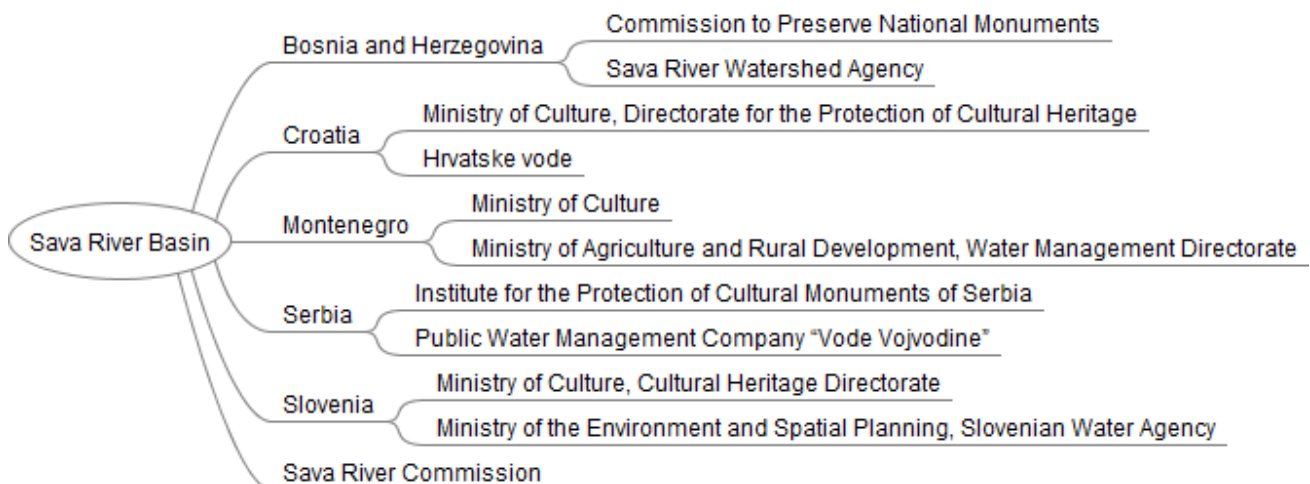 Sava River Basin
Bosnia and Herzegovina
Commission to Preserve National Monuments
Sava River Watershed Agency
Croatia
Ministry of Culture, Directorate for the Protection of Cultural Heritage
Hrvatske vode
Montenegro
Ministry of Culture
Ministry of Agriculture and Rural Development, Water Management Directorate
Serbia
Institute for the Protection of Cultural Monuments of Serbia
Public Water Management Company “Vode Vojvodine”
Slovenia
Ministry of Culture, Cultural Heritage Directorate
Ministry of the Environment and Spatial Planning, Slovenian Water Agency
Sava River Commission